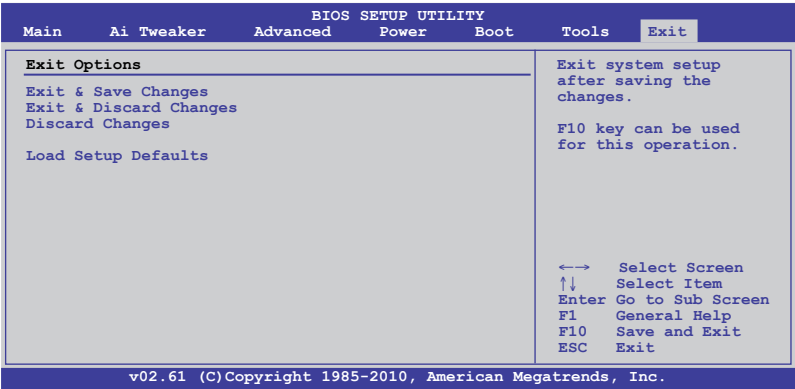 BIOS SETUP UTILITY
Main Ai Tweaker Advanced Power Boot Tools Exit
Exit Options
Exit & Save Changes
Exit & Discard Changes
Discard Changes
Load Setup Defaults
Exit system setup
after saving the
changes.
F10 key can be used
for this operation.
←→ Select Screen
↑↓ Select Item
Enter Go to Sub Screen
F1 General Help
F10 Save and Exit
ESC Exit
v02.61 (C)Copyright 1985-2010, American Megatrends, Inc.